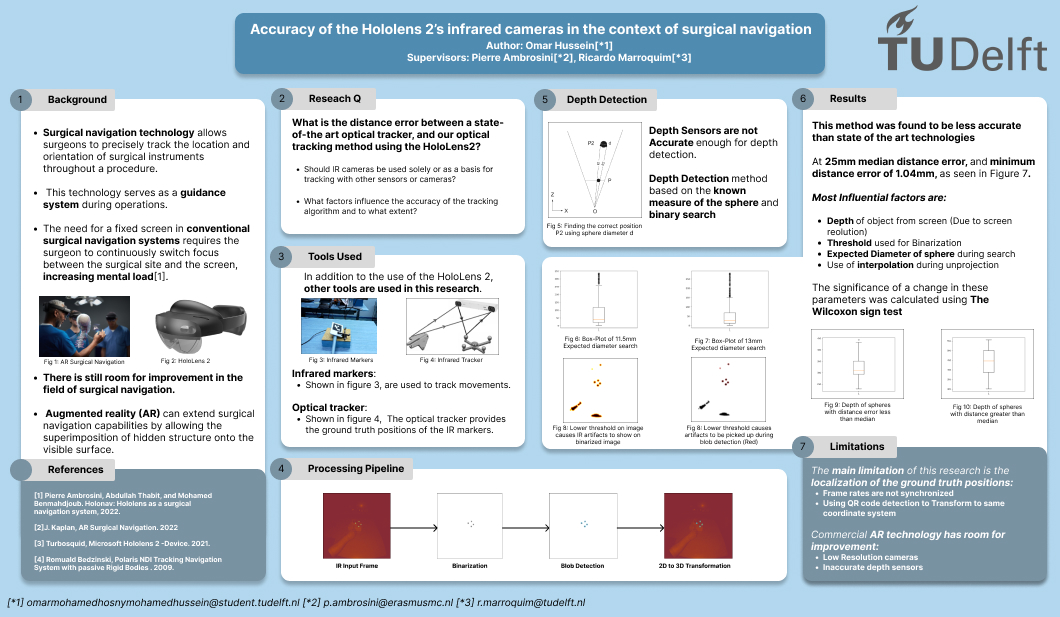 Accuracy of the Hololens 2's infrared cameras in the context of surgical navigation
Author: Omar Hussein[*1]
Supervisors: Pierre Ambrosini[*2], Ricardo Marroquim[*3]
TUDelft
1
Background
• Surgical navigation technology allows
surgeons to precisely track the location and
orientation of surgical instruments
throughout a procedure.
• This technology serves as a guidance
system during operations.
• The need for a fixed screen in conventional
surgical navigation systems requires the
surgeon to continuously switch focus
between the surgical site and the screen,
increasing mental load[1].
Fig 1: AR Surgical Navigation
Fig 2: HoloLens 2
• There is still room for improvement in the
field of surgical navigation.
• Augmented reality (AR) can extend surgical
navigation capabilities by allowing the
superimposition of hidden structure onto the
visible surface.
References
[1] Pierre Ambrosini, Abdullah Thabit, and Mohamed
Benmahdjoub. Holonav: Hololens as a surgical
navigation system, 2022.
[2]J. Kaplan, AR Surgical Navigation. 2022
[3] Turbosquid, Microsoft Hololens 2 -Device. 2021.
[4] Romuald Bedzinski, Polaris NDI Tracking Navigation
System with passive Rigid Bodies . 2009.
2
Reseach Q
What is the distance error between a state-
of-the art optical tracker, and our optical
tracking method using the HoloLens2?
• Should IR cameras be used solely or as a basis for
tracking with other sensors or cameras?
• What factors influence the accuracy of the tracking
algorithm and to what extent?
3
Tools Used
In addition to the use of the HoloLens 2,
other tools are used in this research.
Fig 3: Infrared Markers
Fig 4: Infrared Tracker
Infrared markers:
• Shown in figure 3, are used to track movements.
Optical tracker:
• Shown in figure 4, The optical tracker provides
the ground truth positions of the IR markers.
4
Processing Pipeline
IR Input Frame
Binarization
Blob Detection
2D to 3D Transformation
5
Depth Detection
P2
d
P
Z
X
O
Fig 5: Finding the correct position
P2 using sphere diameter d
Depth Sensors are not
Accurate enough for depth
detection.
Depth Detection method
based on the known
measure of the sphere and
binary search
Fig 6: Box-Plot of 11.5mm
Expected diameter search
Fig 7: Box-Plot of 13mm
Expected diameter search
Fig 8: Lower threshold on image
causes IR artifacts to show on
binarized image
Fig 8: Lower threshold causes
artifacts to be picked up during
blob detection (Red)
6
Results
This method was found to be less accurate
than state of the art technologies
At 25mm median distance error, and minimum
distance error of 1.04mm, as seen in Figure 7.
Most Influential factors are:
• Depth of object from screen (Due to screen
reolution)
• Threshold used for Binarization
• Expected Diameter of sphere during search
• Use of interpolation during unprojection
The significance of a change in these
parameters was calculated using The
Wilcoxon sign test
Fig 9: Depth of spheres
with distance error less
than median
Fig 10: Depth of spheres
with distance greater than
median
7
Limitations
The main limitation of this research is the
localization of the ground truth positions:
• Frame rates are not synchronized
• Using QR code detection to Transform to same
coordinate system
Commercial AR technology has room for
improvement:
• Low Resolution cameras
• Inaccurate depth sensors
[*1] omarmohamedhosnymohamedhussein@student.tudelft.nl [*2] p.ambrosini@erasmusmc.nl [*3] r.marroquim@tudelft.nl